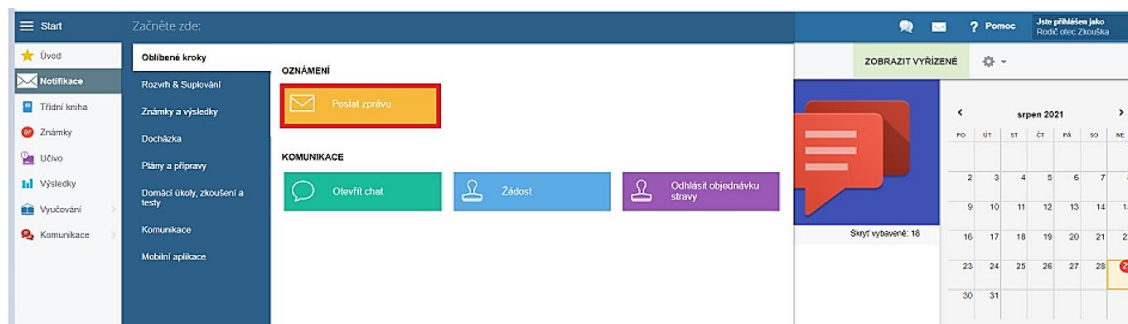 Start
Začněte zde:
? Pomoc
Jste přihlášen jako
Rodič otec Zkouška
Úvod
Notifikace
Třídní kniha
Známky
Učivo
Výsledky
Vyučování
Komunikace
Oblíbené kroky
Rozvrh & Suplování
Známky a výsledky
Docházka
Plány a přípravy
Domácí úkoly, zkoušení a
testy
Komunikace
Mobilní aplikace
OZNÁMENÍ
Poslat zprávu
KOMUNIKACE
Otevřít chat
Žádost
Odhlásit objednávku
stravy
ZOBRAZIT VYŘÍZENÉ
Skrýt vybavené: 18
srpen 2021
PO ÚT ST ČT PÁ SO NE
2 3 4 5 6 7
9 10 11 12 13 14
16 17 18 19 20 21
23 24 25 26 27 28
30 31